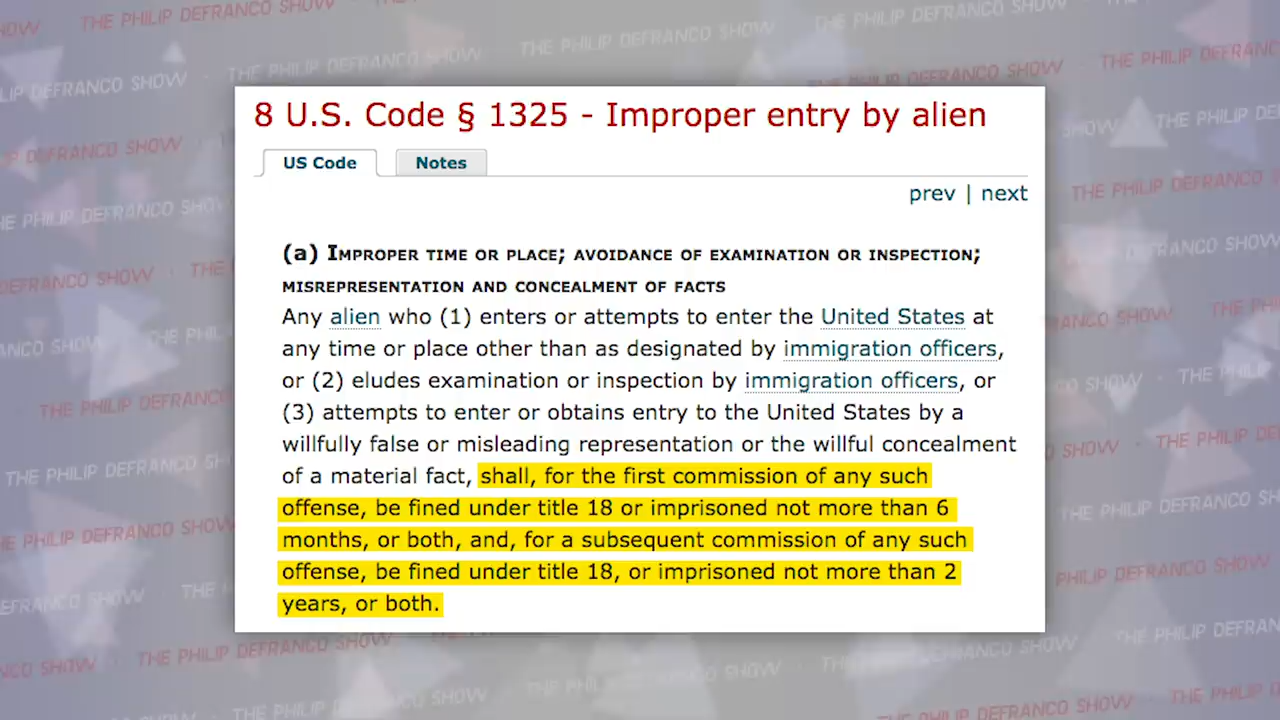 THE PHILIP DEFRANCO SHOW
8 U.S. Code § 1325 - Improper entry by alien
US Code
Notes
prev | next
(a) IMPROPER TIME OR PLACE; AVOIDANCE OF EXAMINATION OR INSPECTION;
MISREPRESENTATION AND CONCEALMENT OF FACTS
Any alien who (1) enters or attempts to enter the United States at
any time or place other than as designated by immigration officers,
or (2) eludes examination or inspection by immigration officers, or
(3) attempts to enter or obtains entry to the United States by a
willfully false or misleading representation or the willful concealment
of a material fact, shall, for the first commission of any such
offense, be fined under title 18 or imprisoned not more than 6
months, or both, and, for a subsequent commission of any such
offense, be fined under title 18, or imprisoned not more than 2
years, or both.